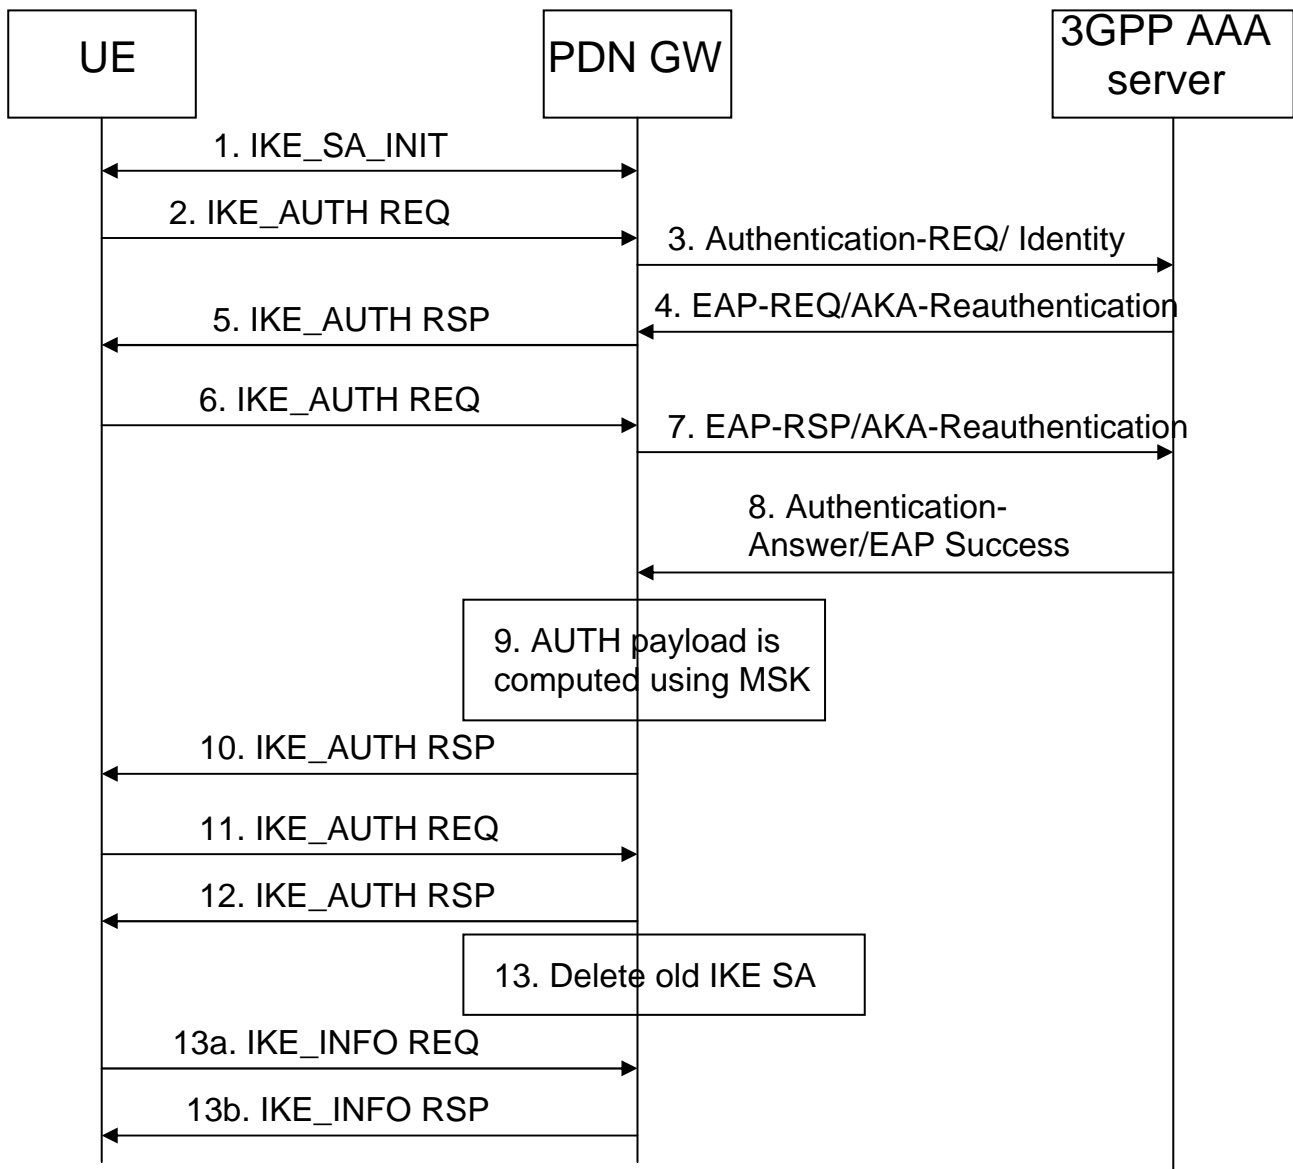 UE
PDN GW
3GPP AAA
server
1. IKE_SA_INIT
2. IKE_AUTH REQ
3. Authentication-REQ/ Identity
4. EAP-REQ/AKA-Reauthentication
5. IKE_AUTH RSP
6. IKE_AUTH REQ
7. EAP-RSP/AKA-Reauthentication
8. Authentication-
Answer/EAP Success
9. AUTH payload is
computed using MSK
10. IKE_AUTH RSP
11. IKE_AUTH REQ
12. IKE_AUTH RSP
13. Delete old IKE SA
13a. IKE_INFO REQ
13b. IKE_INFO RSP